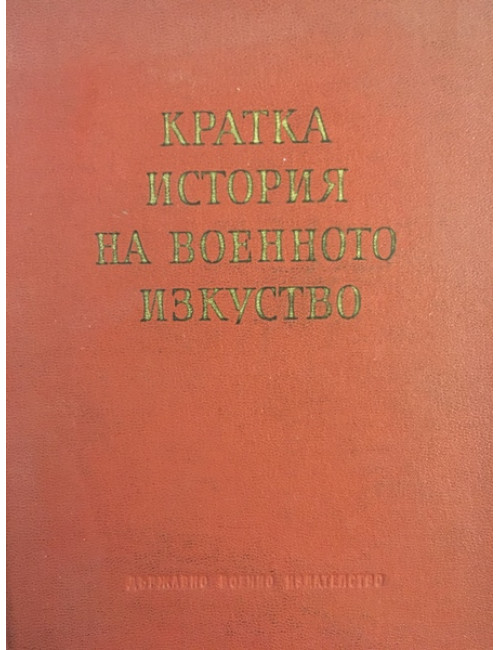 КРАТКА
ИСТОРИЯ
НА ВОЕННОТО
ИЗКУСТВО
ДЪРЖАВНО ВОЕННО ИЗДАТЕЛСТВО